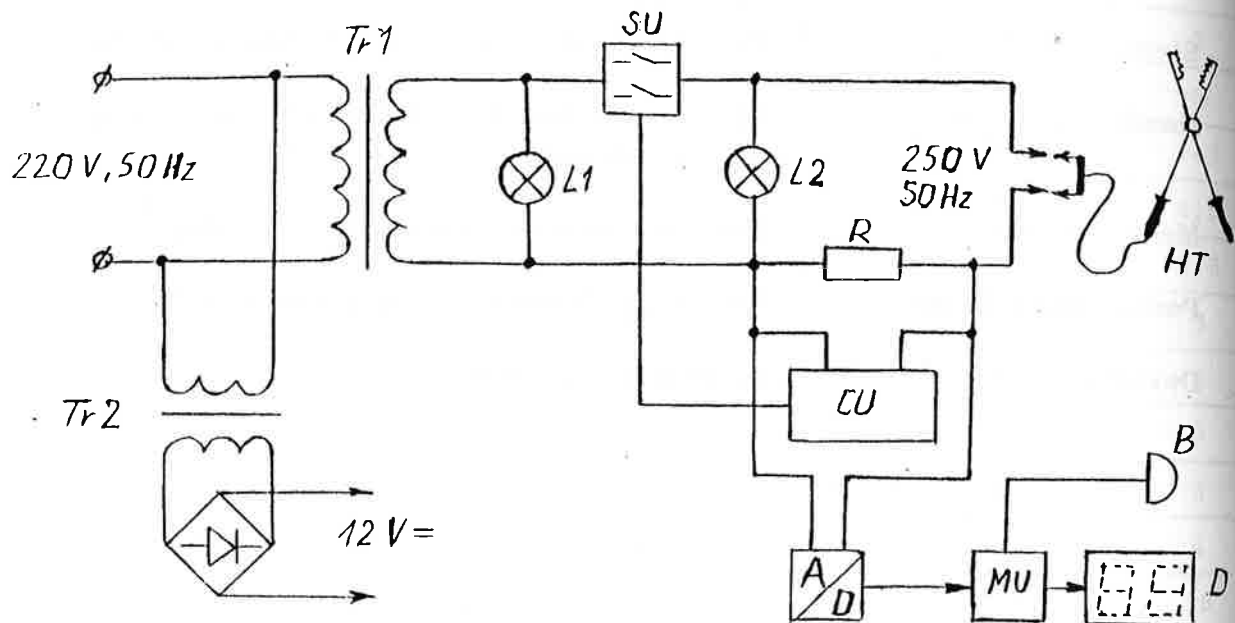 Tr1
SU
220 V, 50 Hz
L1
L2
250 V
50 Hz
R
HT
Tr2
CU
12 V =
B
A
D
MU
D